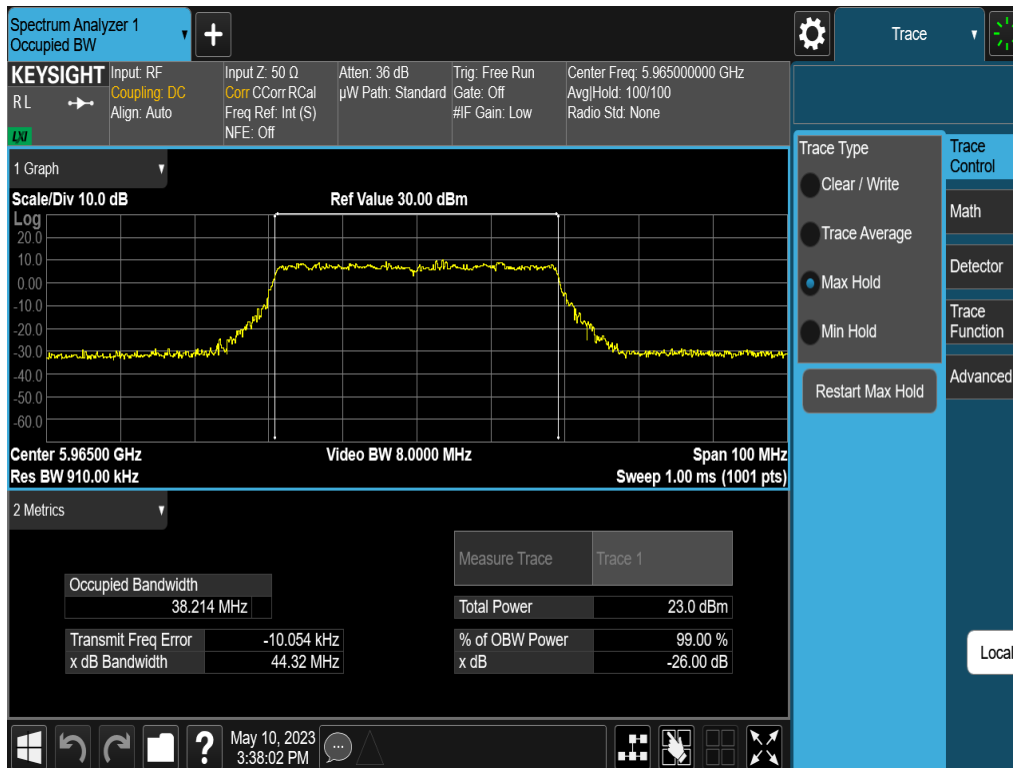 Spectrum Analyzer 1
Occupied BW
+
Trace
KEYSIGHT
RL
LXI
Input: RF
Coupling: DC
Align: Auto
Input Z: 50 Ω
Corr CCorr RCal
Freq Ref: Int (S)
NFE: Off
Atten: 36 dB
µW Path: Standard
Trig: Free Run
Gate: Off
#IF Gain: Low
Center Freq: 5.965000000 GHz
Avg|Hold: 100/100
Radio Std: None
1 Graph
Scale/Div 10.0 dB
Ref Value 30.00 dBm
Log
20.0
10.0
0.00
-10.0
-20.0
-30.0
-40.0
-50.0
-60.0
Center 5.96500 GHz
Video BW 8.0000 MHz
Span 100 MHz
Res BW 910.00 kHz
Sweep 1.00 ms (1001 pts)
2 Metrics
Measure Trace Trace 1
Occupied Bandwidth
38.214 MHz
Total Power 23.0 dBm
Transmit Freq Error -10.054 kHz
% of OBW Power 99.00 %
x dB Bandwidth 44.32 MHz
x dB -26.00 dB
Trace Type
Clear / Write
Trace Average
Max Hold
Min Hold
Restart Max Hold
Trace
Control
Math
Detector
Trace
Function
Advanced
Local
?
May 10, 2023
3:38:02 PM